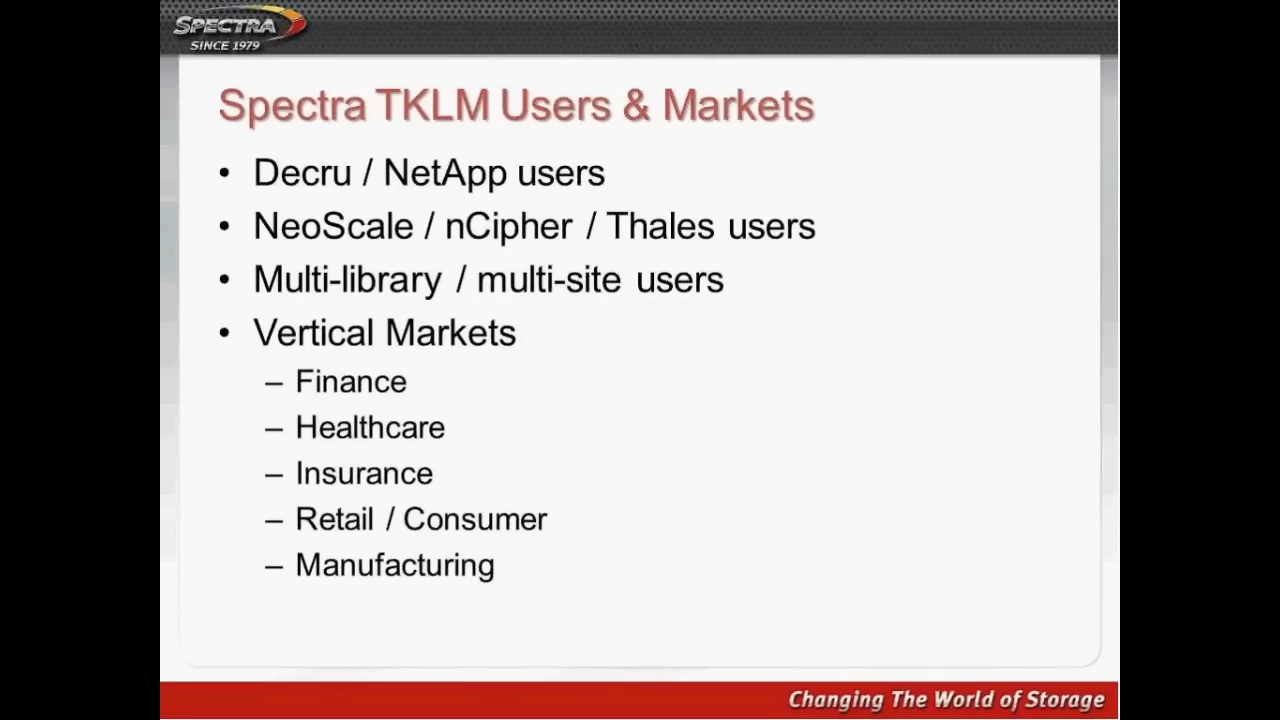 SPECTRA
SINCE 1979
Spectra TKLM Users & Markets
• Decru / NetApp users
• NeoScale / nCipher / Thales users
• Multi-library / multi-site users
• Vertical Markets
– Finance
– Healthcare
– Insurance
– Retail / Consumer
– Manufacturing
Changing The World of Storage